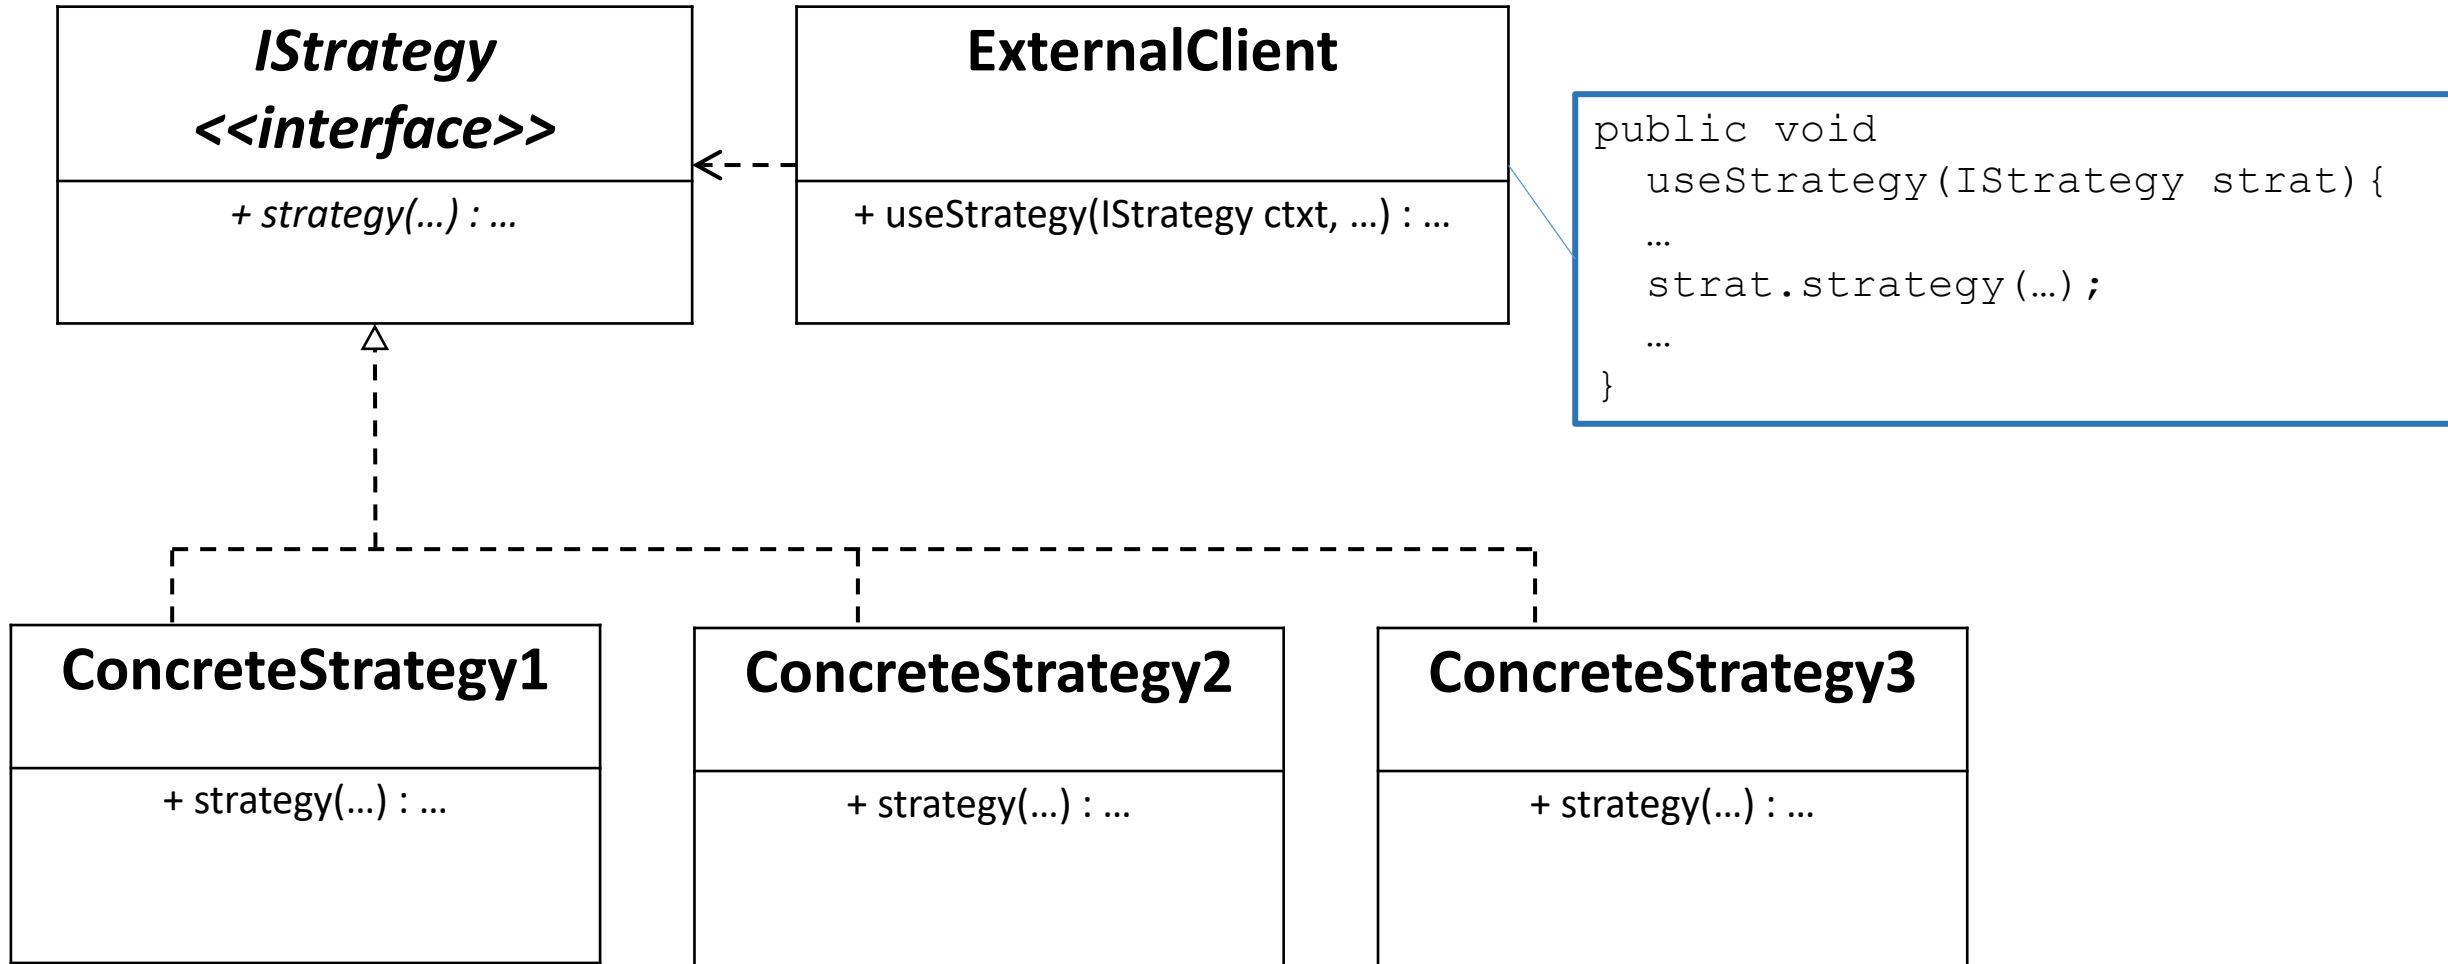 IStrategy
<<interface>>
+ strategy(…) : …
ExternalClient
+ useStrategy(IStrategy ctxt, …) : …
public void
useStrategy(IStrategy strat){
…
strat.strategy(…);
…
}
ConcreteStrategy1
+ strategy(…) : …
ConcreteStrategy2
+ strategy(…) : …
ConcreteStrategy3
+ strategy(…) : …